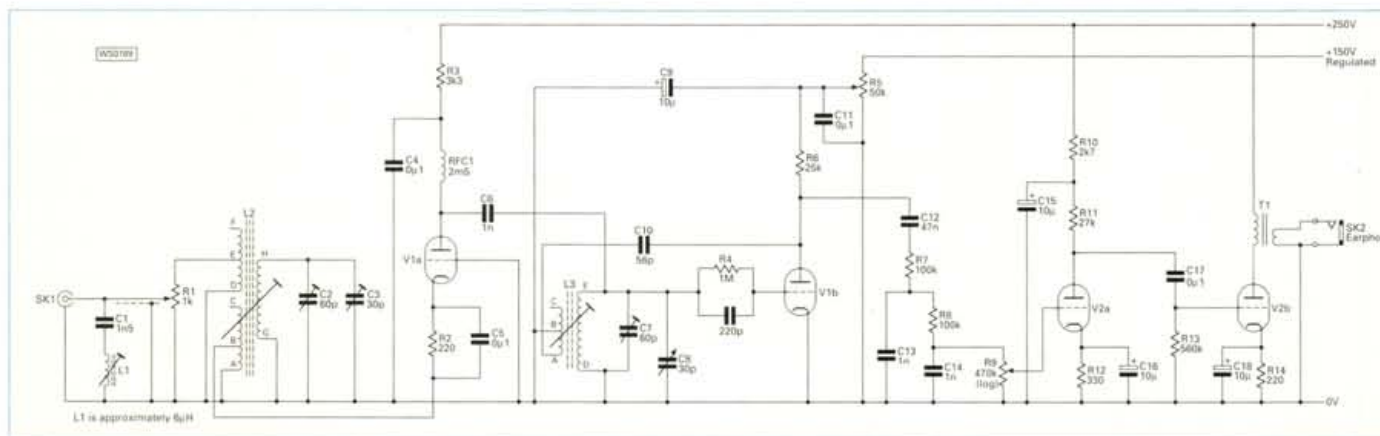 WS0199
SK1
C1
1n5
L1
L1 is approximately 6μH
R1
1k
F
L2
E
D
C
B
A
H
G
C2
60p
C3
30p
R3
3k3
C4
0μ1
RFC1
2m5
V1a
R2
220
C5
0μ1
C6
1n
C9
+
10μ
C10
56p
L3
C
B
A
E
D
C7
60p
C8
30p
R4
1M
220p
V1b
R6
25k
C11
0μ1
R5
50k
+250V
+150V
Regulated
C12
47n
R7
100k
C13
1n
R8
100k
C14
1n
R9
470k
(log)
R10
2k7
C15
+
10μ
R11
27k
V2a
R12
330
C16
+
10μ
C17
0μ1
R13
560k
V2b
C18
+
10μ
R14
220
T1
SK2
Earpho
0V